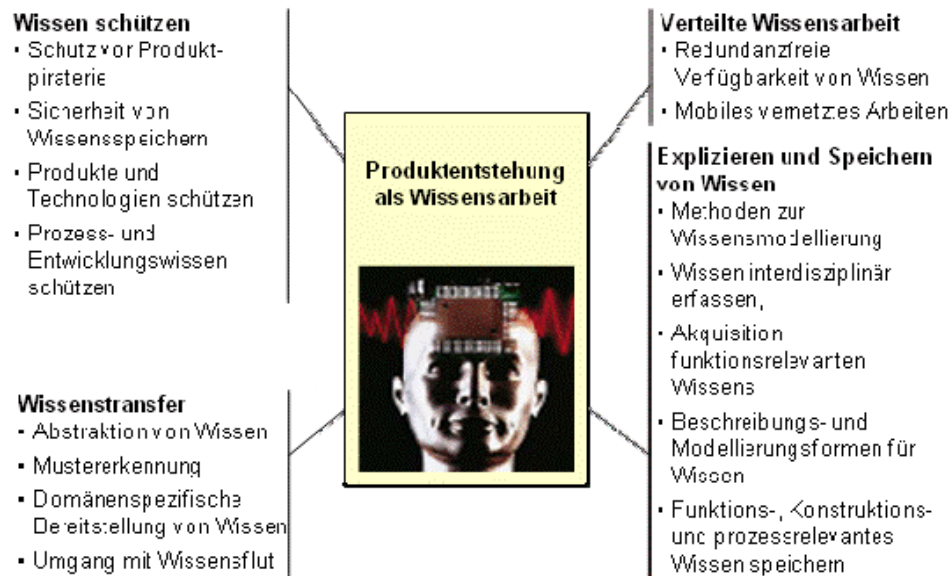 Wissen schützen
• Schutz vor Produkt-
piraterie
• Sicherheit von
Wissensspeichern
• Produkte und
Technologien schützen
• Prozess- und
Entwicklungswissen
schützen
Wissenstransfer
• Abstraktion von Wissen
• Mustererkennung
• Domänenspezifische
Bereitstellung von Wissen
• Umgang mit Wissensflut
Produktentstehung
als Wissensarbeit
Verteilte Wissensarbeit
• Redundanzfreie
Verfügbarkeit von Wissen
• Mobiles vernetztes Arbeiten
Explizieren und Speichern
von Wissen
• Methoden zur
Wissensmodellierung
• Wissen interdisziplinär
erfassen,
• Akquisition
funktionsrelevanten
Wissens
• Beschreibungs- und
Modellierungsformen für
Wissen
• Funktions-, Konstruktions-
und prozessrelevantes
Wissen speichern